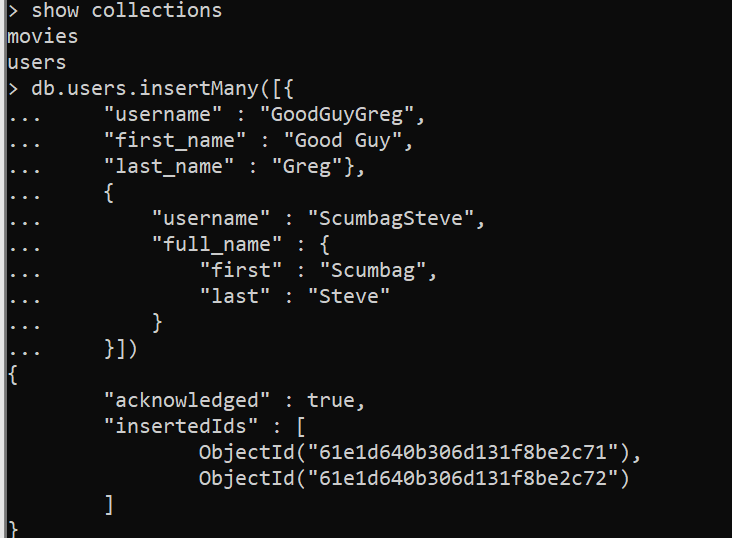 > show collections
movies
users
> db.users.insertMany([{
...     "username" : "GoodGuyGreg",
...     "first_name" : "Good Guy",
...     "last_name" : "Greg"},
...     {
...         "username" : "ScumbagSteve",
...         "full_name" : {
...             "first" : "Scumbag",
...             "last" : "Steve"
...         }
...     }])
{
        "acknowledged" : true,
        "insertedIds" : [
                ObjectId("61e1d640b306d131f8be2c71"),
                ObjectId("61e1d640b306d131f8be2c72")
        ]
}